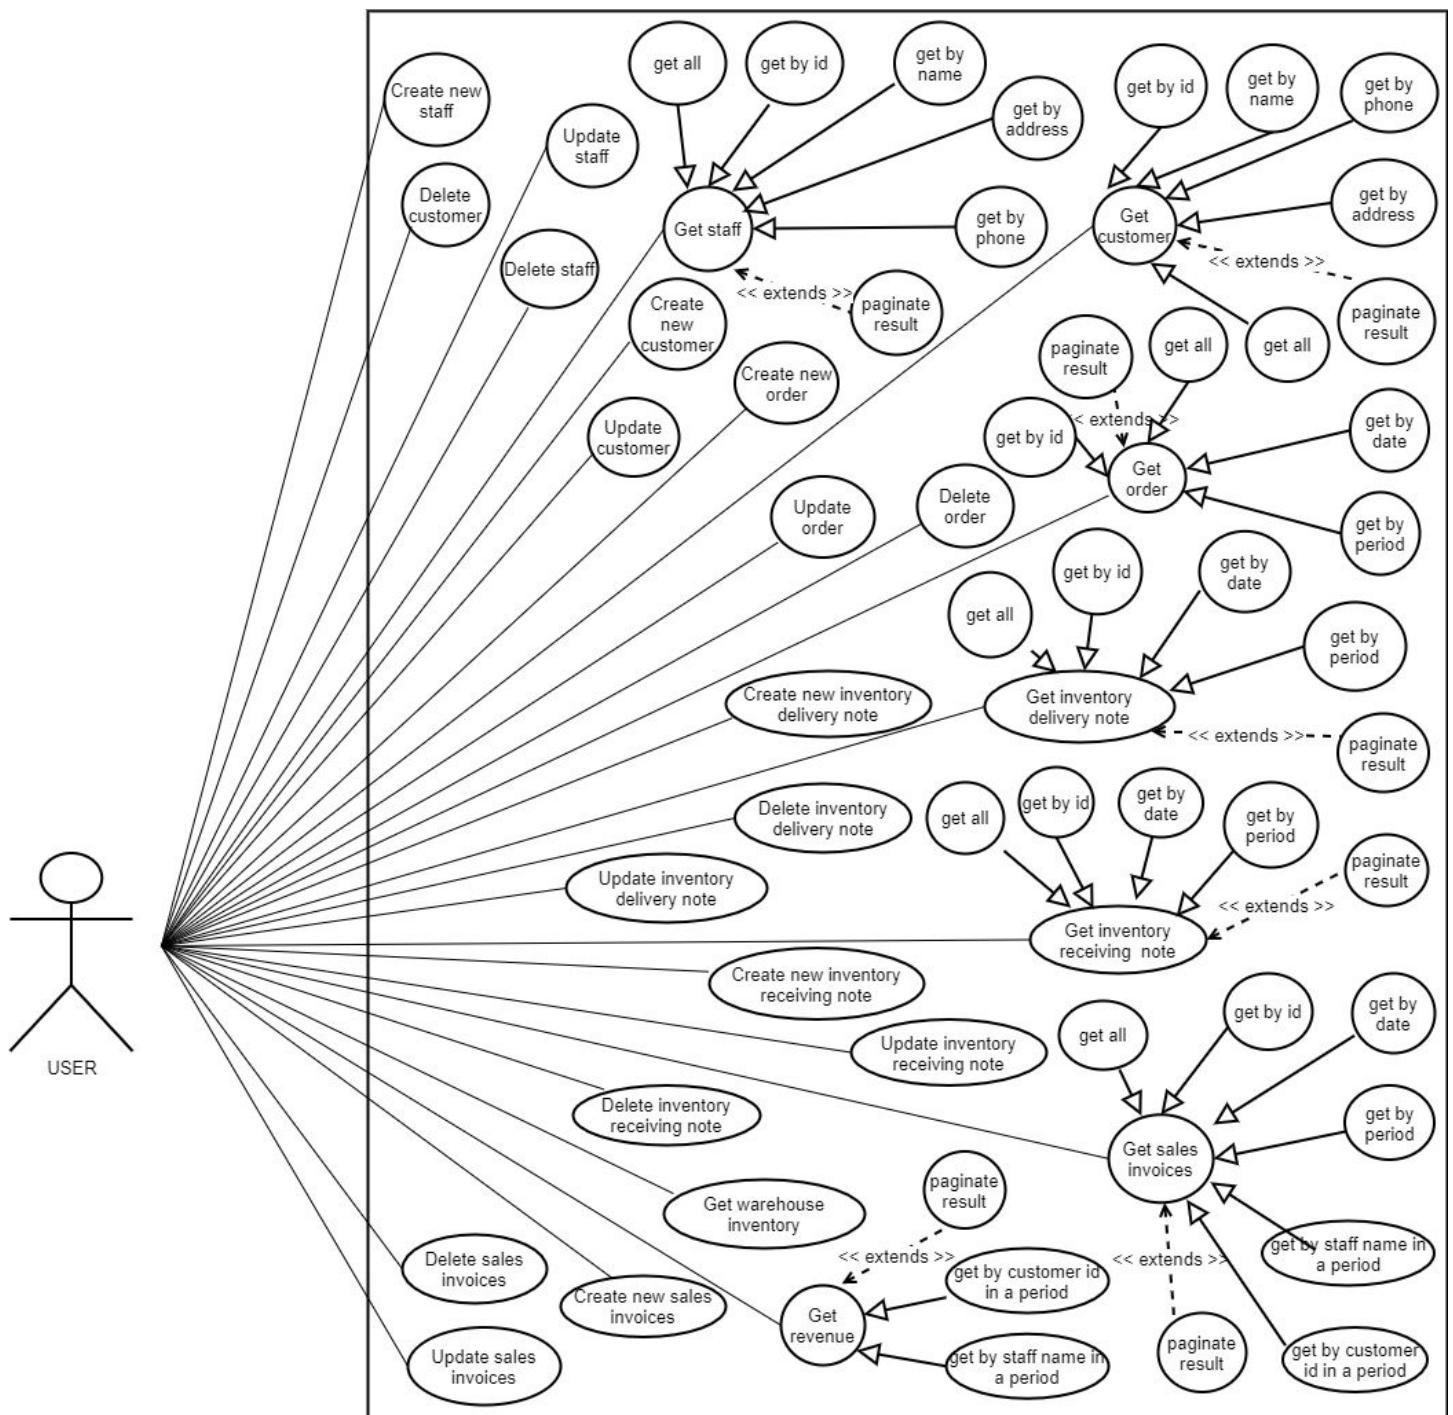 get all
get by id
get by
name
get by
address
get by
phone
Create new
staff
Update
staff
Delete
customer
Delete staff
Get staff
<< extends >>
paginate
result
Create
new
customer
Create new
order
Update
customer
get by id
get by
name
get by
phone
get by
address
Get
customer
<< extends >>
paginate
result
get all
paginate
result
get all
< extends >>
get by id
Get
order
get by
date
get by
period
Update
order
Delete
order
get all
get by id
get by
date
get by
period
Create new inventory
delivery note
Get inventory
delivery note
<< extends >>
paginate
result
Delete inventory
delivery note
get all
get by id
get by
date
get by
period
paginate
result
<< extends >>
Update inventory
delivery note
Get inventory
receiving note
Create new inventory
receiving note
Update inventory
receiving note
USER
Delete inventory
receiving note
get all
get by id
get by
date
get by
period
Get sales
invoices
get by staff name in
a period
<< extends >>
paginate
result
get by customer
id in a period
Get warehouse
inventory
paginate
result
<< extends >>
get by customer id
in a period
Get
revenue
get by staff name in
a period
Delete sales
invoices
Create new sales
invoices
Update sales
invoices